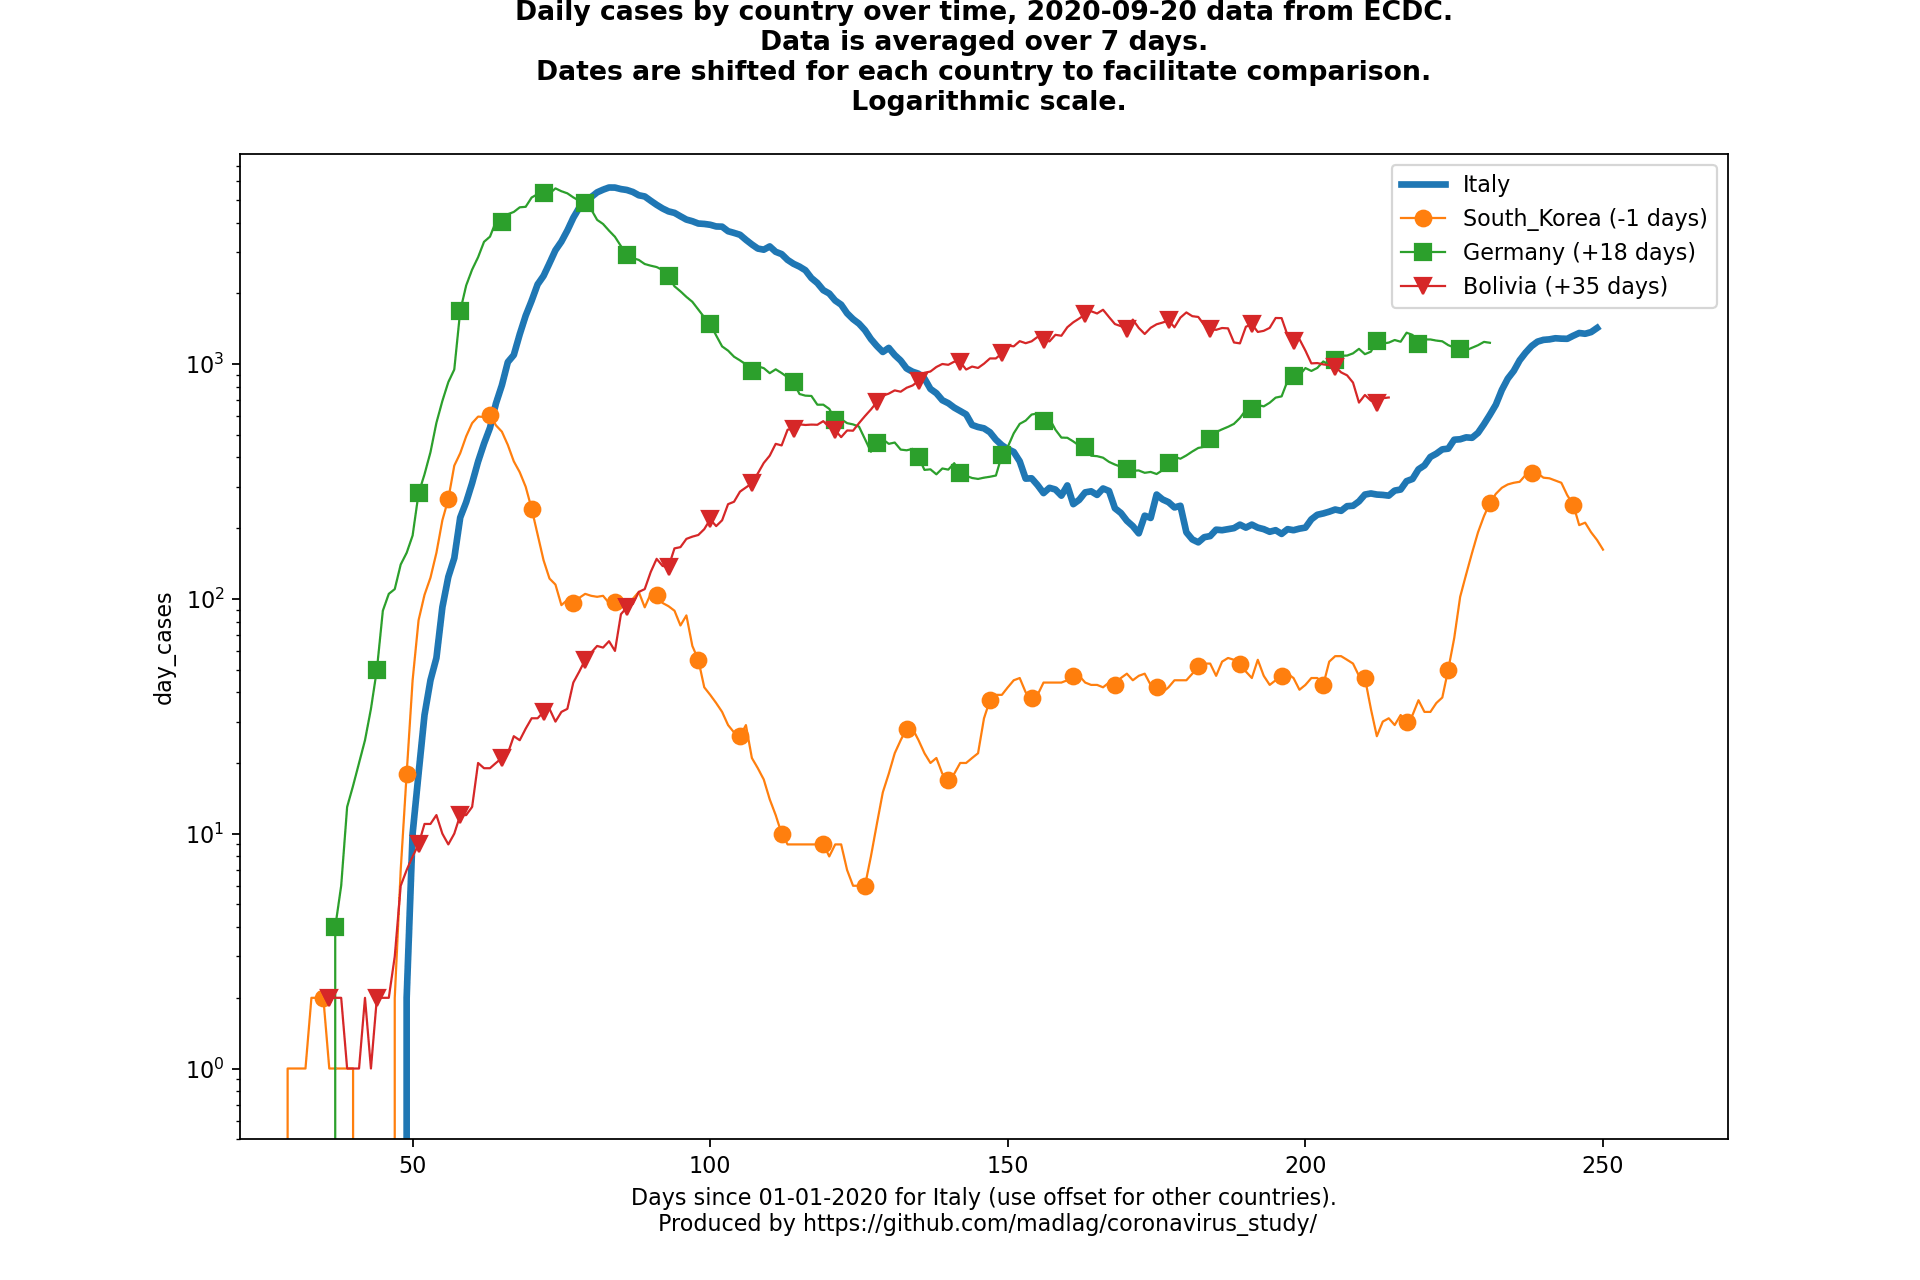 Daily cases by country over time, 2020-09-20 data from ECDC.
Data is averaged over 7 days.
Dates are shifted for each country to facilitate comparison.
Logarithmic scale.
Italy
South_Korea (-1 days)
Germany (+18 days)
Bolivia (+35 days)
day_cases
10³
10²
10¹
10⁰
50 100 150 200 250
Days since 01-01-2020 for Italy (use offset for other countries).
Produced by https://github.com/madlag/coronavirus_study/